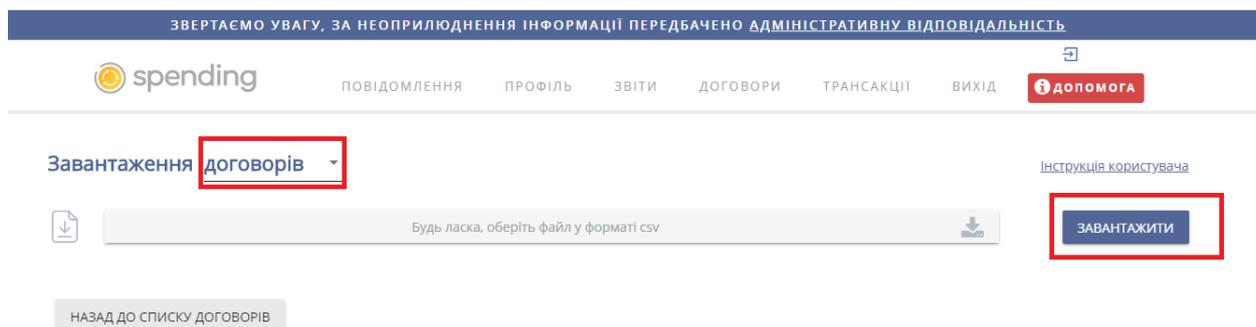 ЗВЕРТАЄМО УВАГУ, ЗА НЕОПРИЛЮДНЕННЯ ІНФОРМАЦІЇ ПЕРЕДБАЧЕНО АДМІНІСТРАТИВНУ ВІДПОВІДАЛЬНІСТЬ
spending ПОВІДОМЛЕННЯ ПРОФІЛЬ ЗВІТИ ДОГОВОРИ ТРАНСАКЦІЇ ВИХІД ДОПОМОГА
Завантаження договорів Інструкція користувача
Будь ласка, оберіть файл у форматі csv ЗАВАНТАЖИТИ
НАЗАД ДО СПИСКУ ДОГОВОРІВ